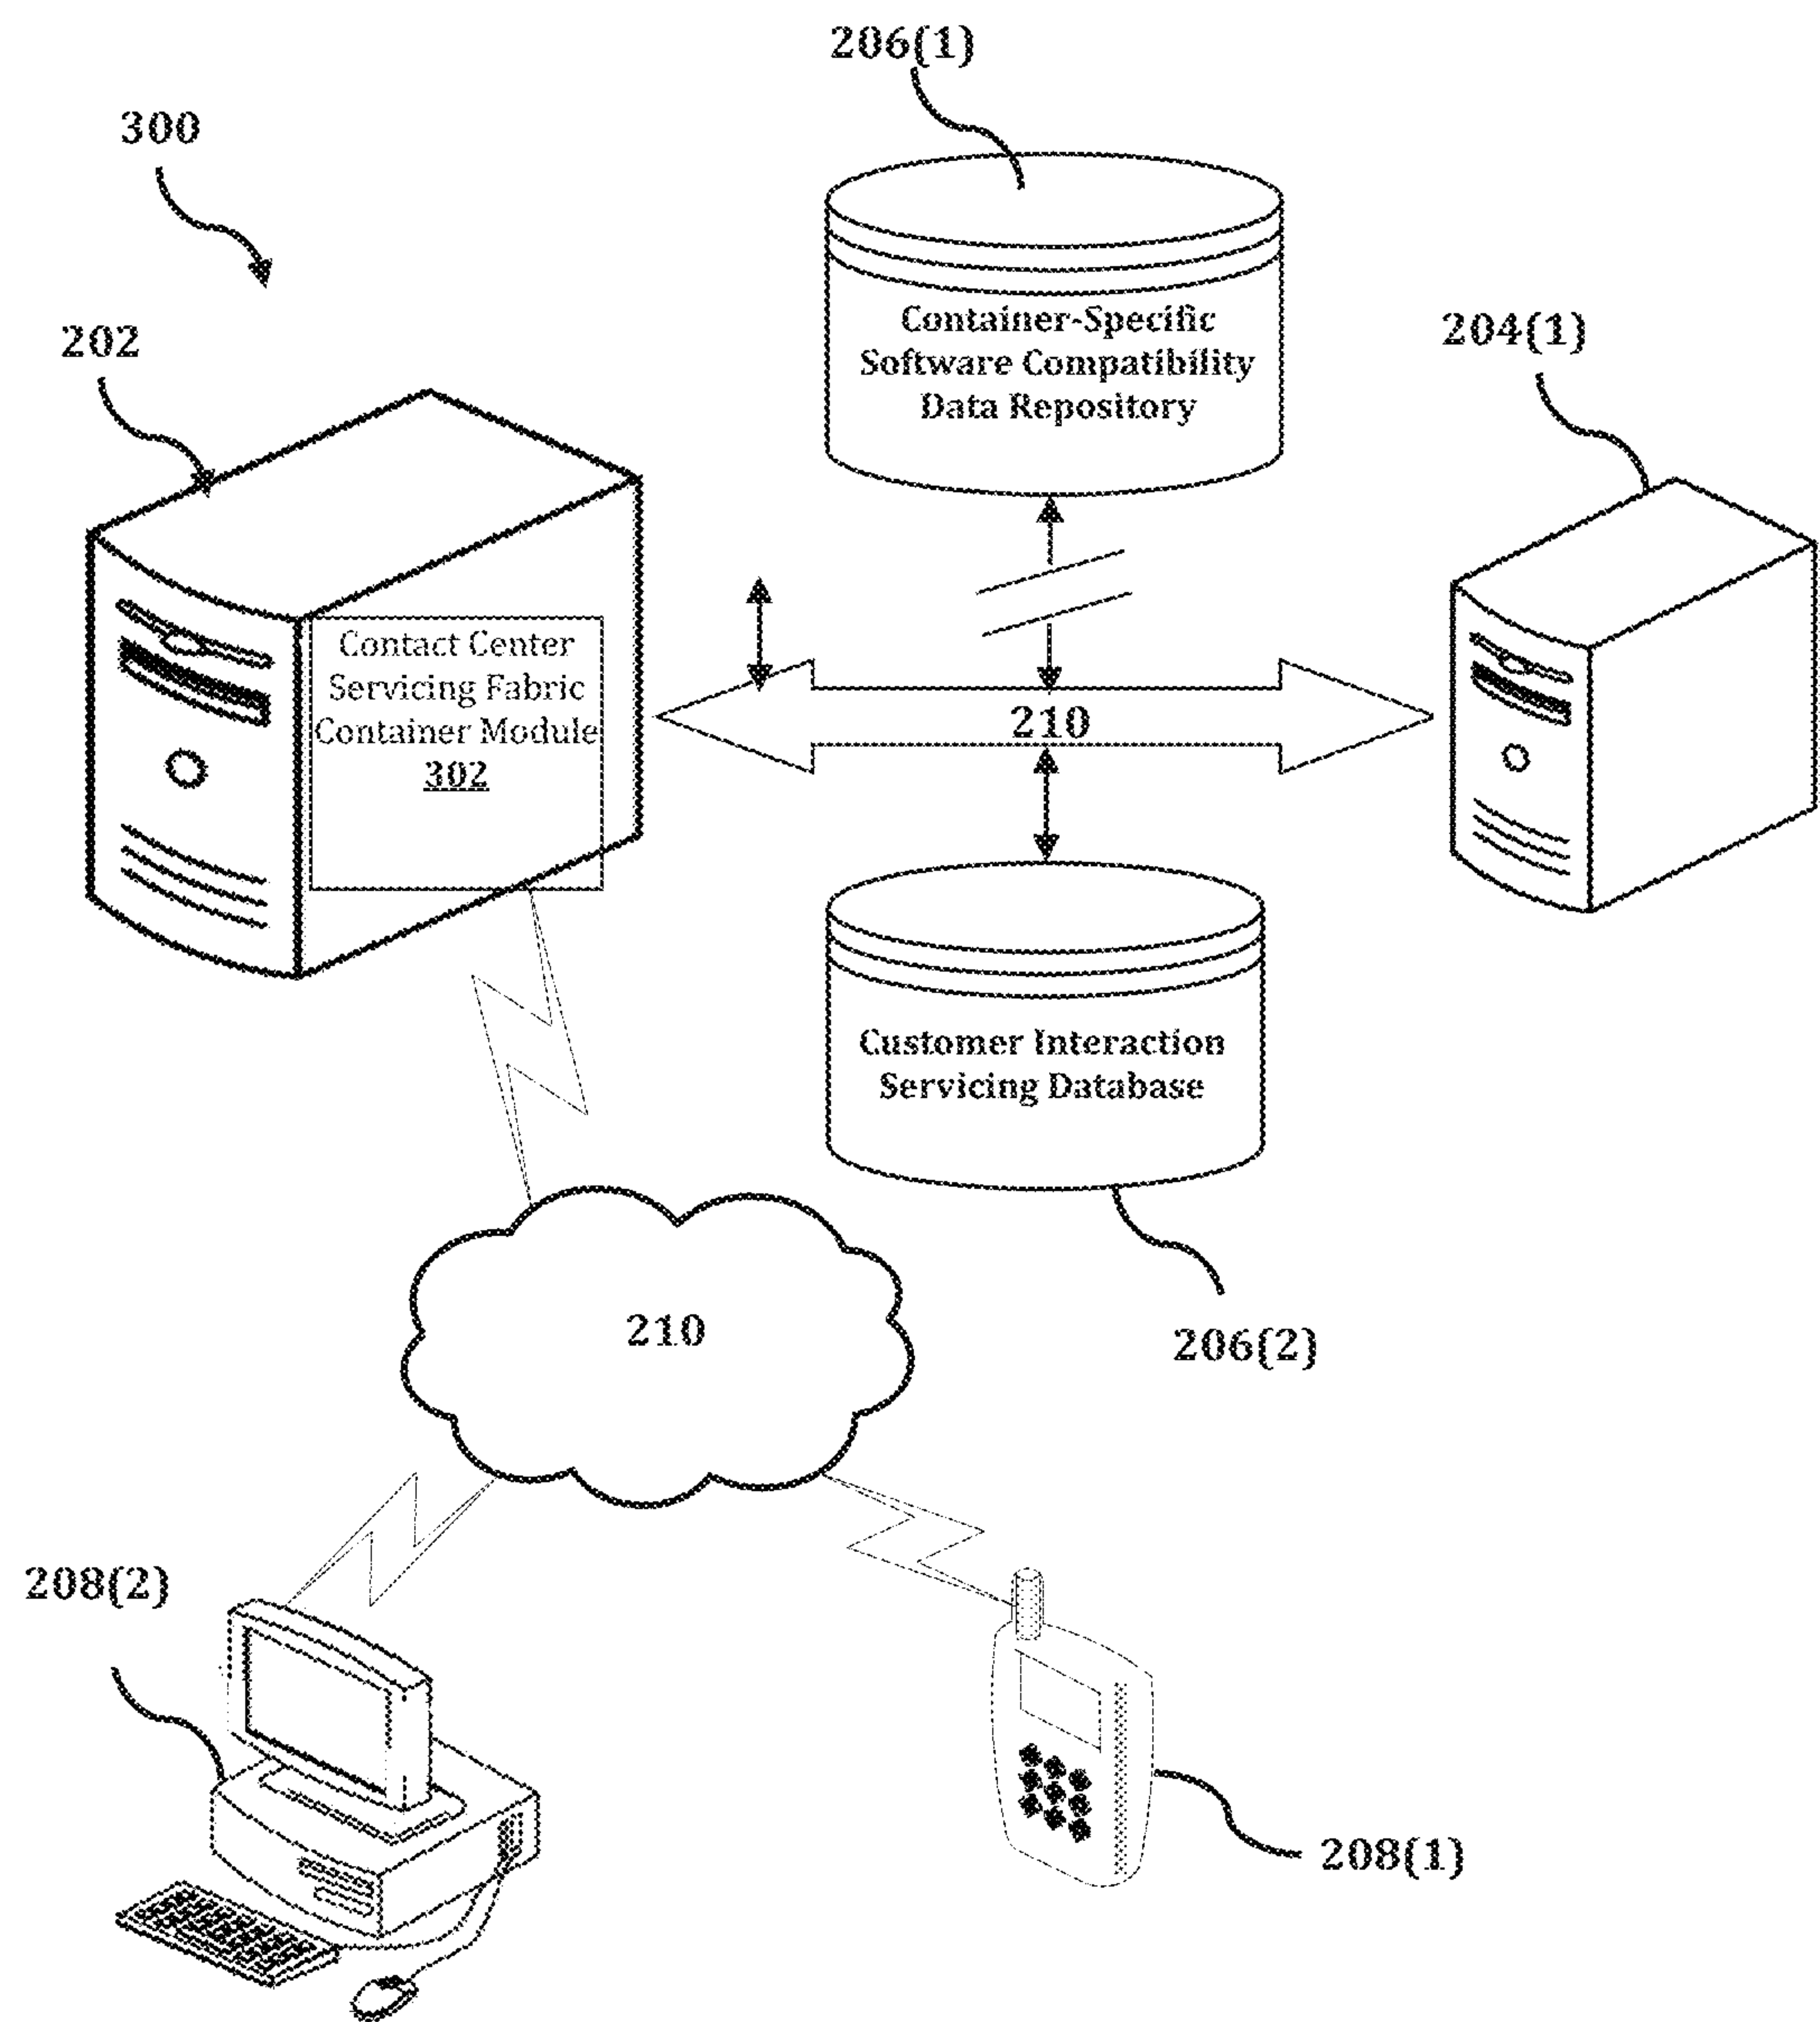 206(1)
300
202
Container-Specific
Software Compatibility
Data Repository
204(1)
Contact Center
Servicing Fabric
Container Module
302
210
Customer Interaction
Servicing Database
210
206(2)
208(2)
208(1)